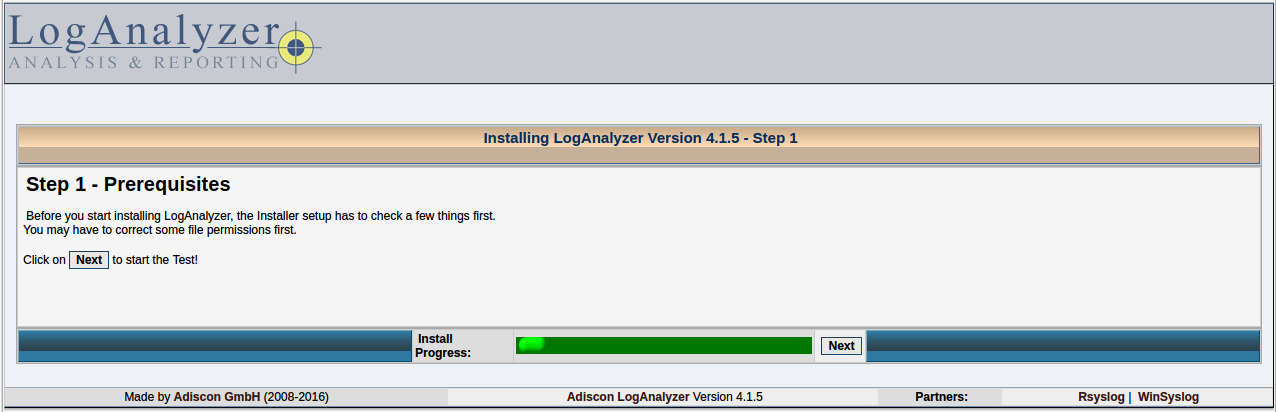 LogAnalyzer
ANALYSIS & REPORTING
Installing LogAnalyzer Version 4.1.5 - Step 1
Step 1 - Prerequisites
Before you start installing LogAnalyzer, the Installer setup has to check a few things first.
You may have to correct some file permissions first.
Click on Next to start the Test!
Install
Progress:
Next
Made by Adiscon GmbH (2008-2016) Adiscon LogAnalyzer Version 4.1.5 Partners: Rsyslog | WinSyslog